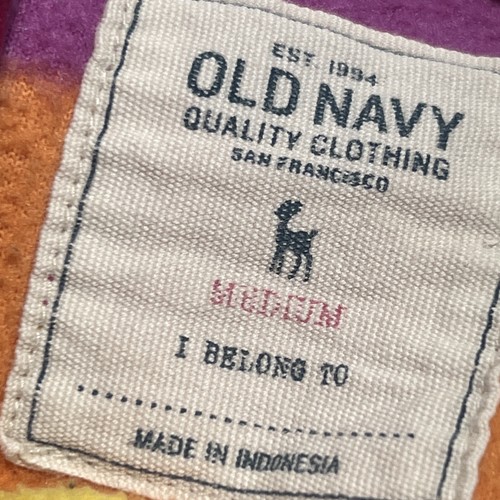 EST. 1994
OLD NAVY
QUALITY CLOTHING
SAN FRANCISCO
MEDIUM
I BELONG TO
MADE IN INDONESIA